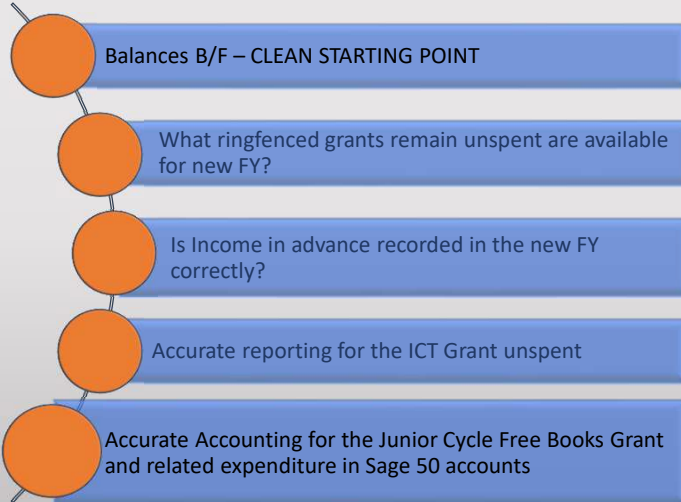 Balances B/F – CLEAN STARTING POINT
What ringfenced grants remain unspent are available
for new FY?
Is Income in advance recorded in the new FY
correctly?
Accurate reporting for the ICT Grant unspent
Accurate Accounting for the Junior Cycle Free Books Grant
and related expenditure in Sage 50 accounts